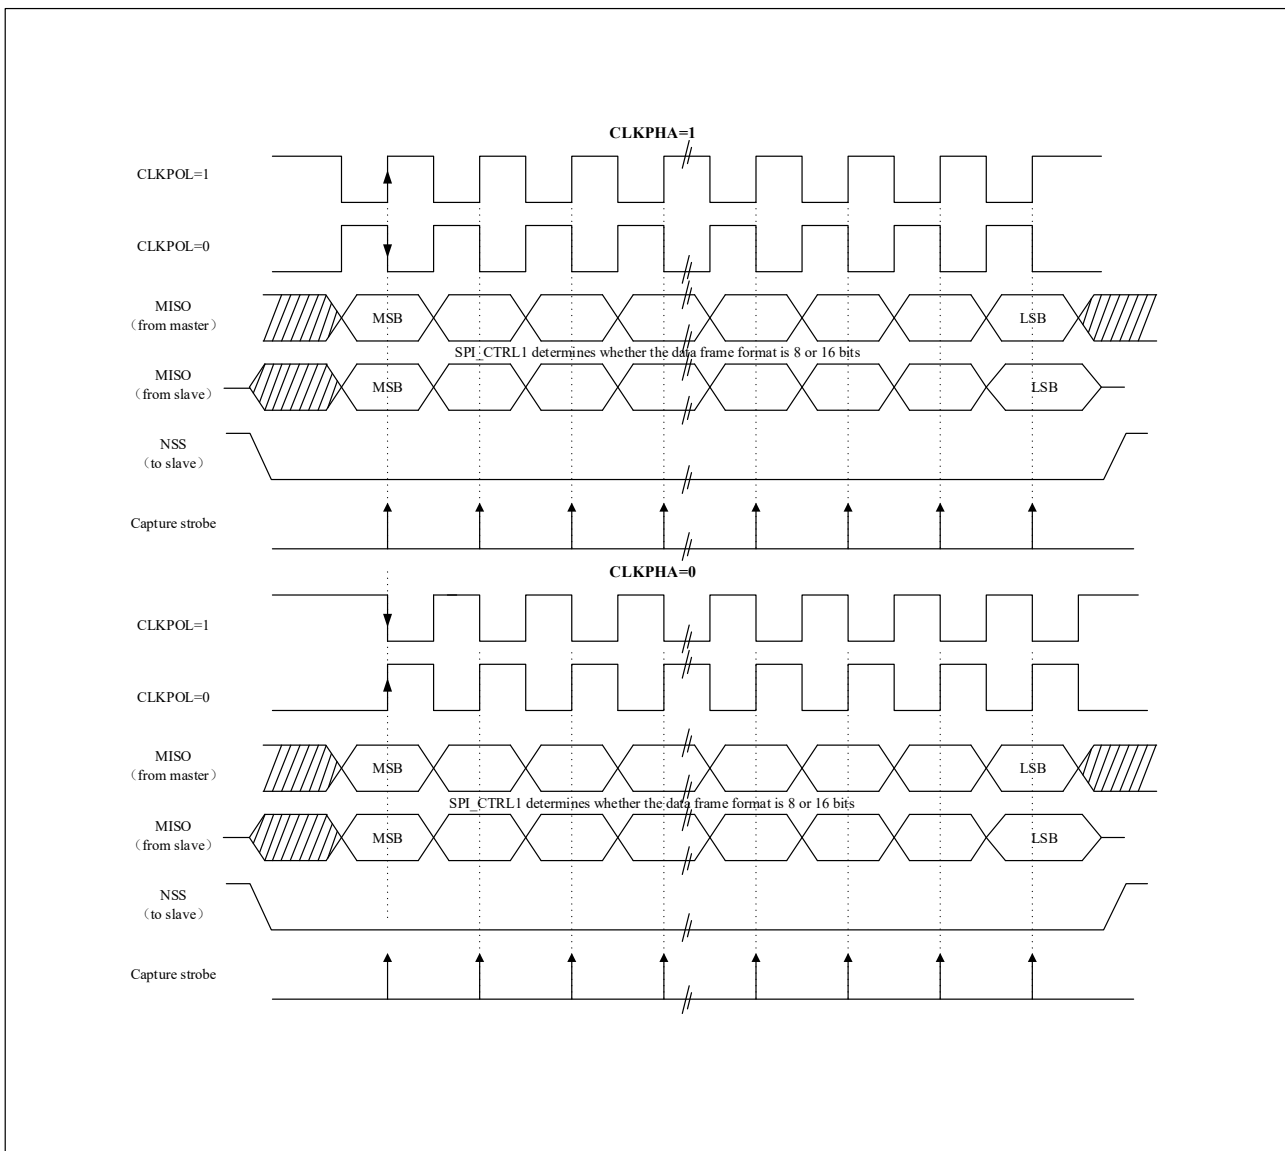 CLKPHA=1
CLKPOL=1
CLKPOL=0
MISO
（from master）
MSB
LSB
SPI_CTRL1 determines whether the data frame format is 8 or 16 bits
MISO
（from slave）
MSB
LSB
NSS
（to slave）
Capture strobe
CLKPHA=0
CLKPOL=1
CLKPOL=0
MISO
（from master）
MSB
LSB
SPI_CTRL1 determines whether the data frame format is 8 or 16 bits
MISO
（from slave）
MSB
LSB
NSS
（to slave）
Capture strobe